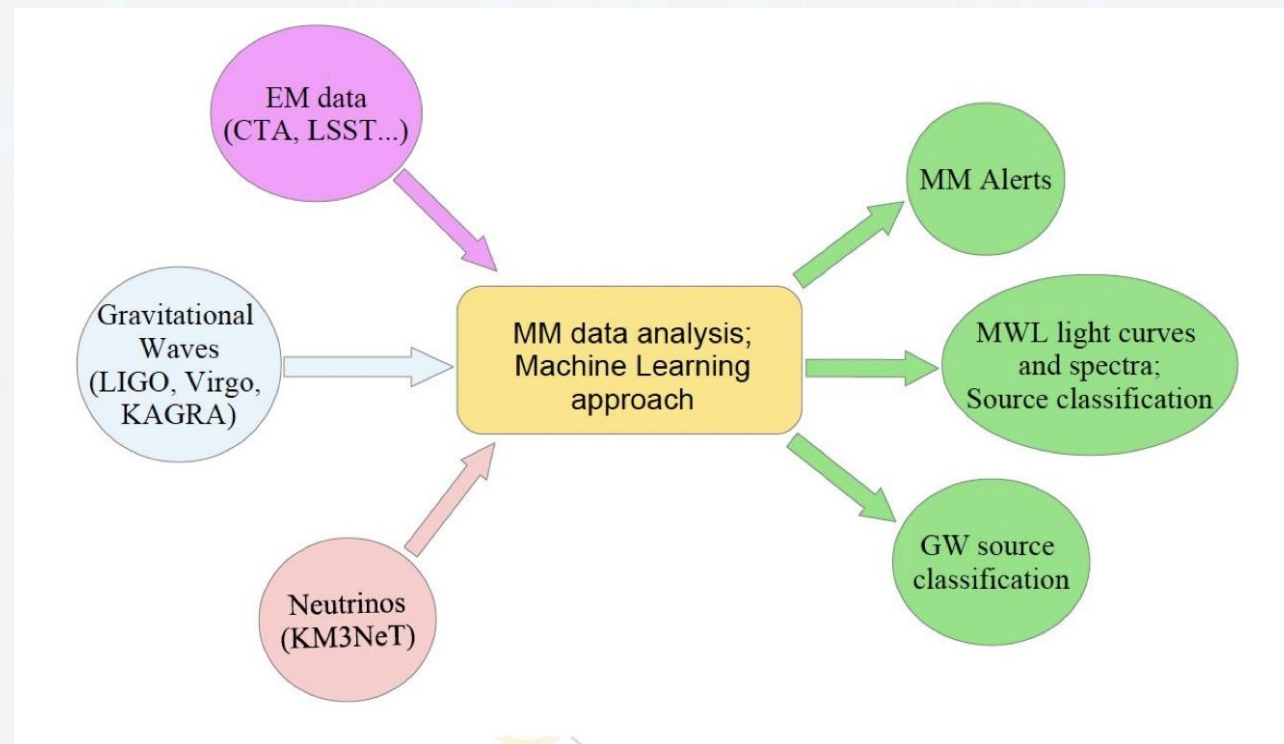 EM data
(CTA, LSST...)
Gravitational
Waves
(LIGO, Virgo,
KAGRA)
Neutrinos
(KM3NeT)
MM data analysis;
Machine Learning
approach
MM Alerts
MWL light curves
and spectra;
Source classification
GW source
classification